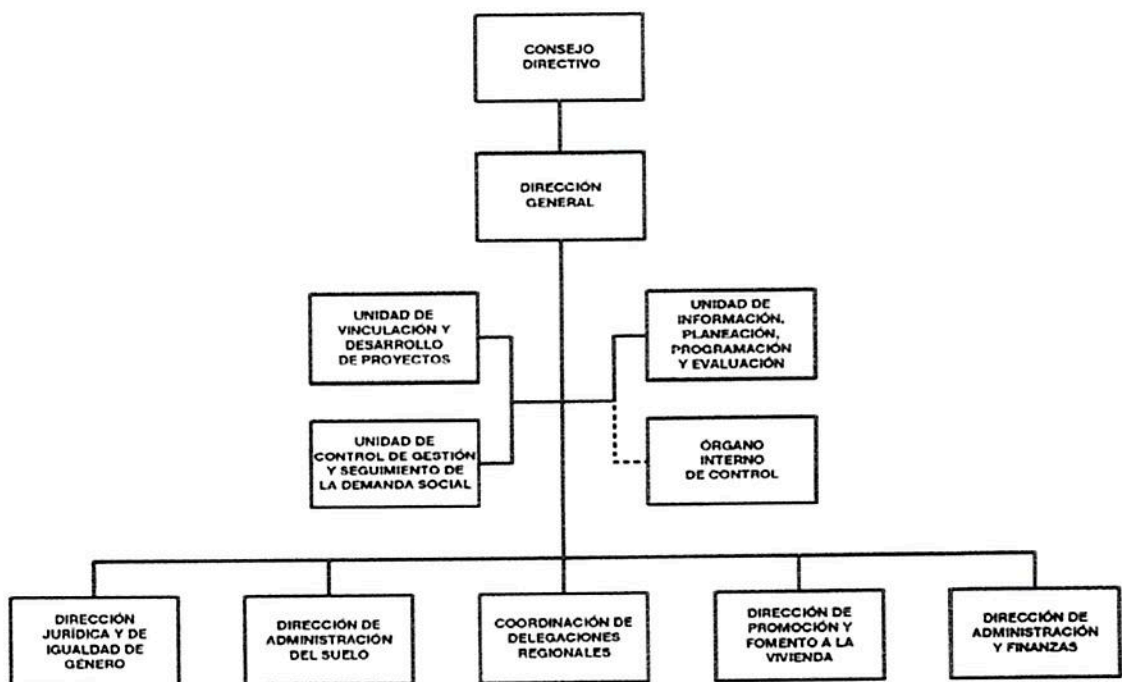 CONSEJO
DIRECTIVO
DIRECCIÓN
GENERAL
UNIDAD DE
VINCULACIÓN Y
DESARROLLO
DE PROYECTOS
UNIDAD DE
INFORMACIÓN,
PLANEACIÓN,
PROGRAMACIÓN
Y EVALUACIÓN
UNIDAD DE
CONTROL DE GESTIÓN
Y SEGUIMIENTO DE
LA DEMANDA SOCIAL
ÓRGANO
INTERNO
DE CONTROL
DIRECCIÓN
JURÍDICA Y DE
IGUALDAD DE
GÉNERO
DIRECCIÓN DE
ADMINISTRACIÓN
DEL SUELO
COORDINACIÓN DE
DELEGACIONES
REGIONALES
DIRECCIÓN DE
PROMOCIÓN Y
FOMENTO A LA
VIVIENDA
DIRECCIÓN DE
ADMINISTRACIÓN
Y FINANZAS